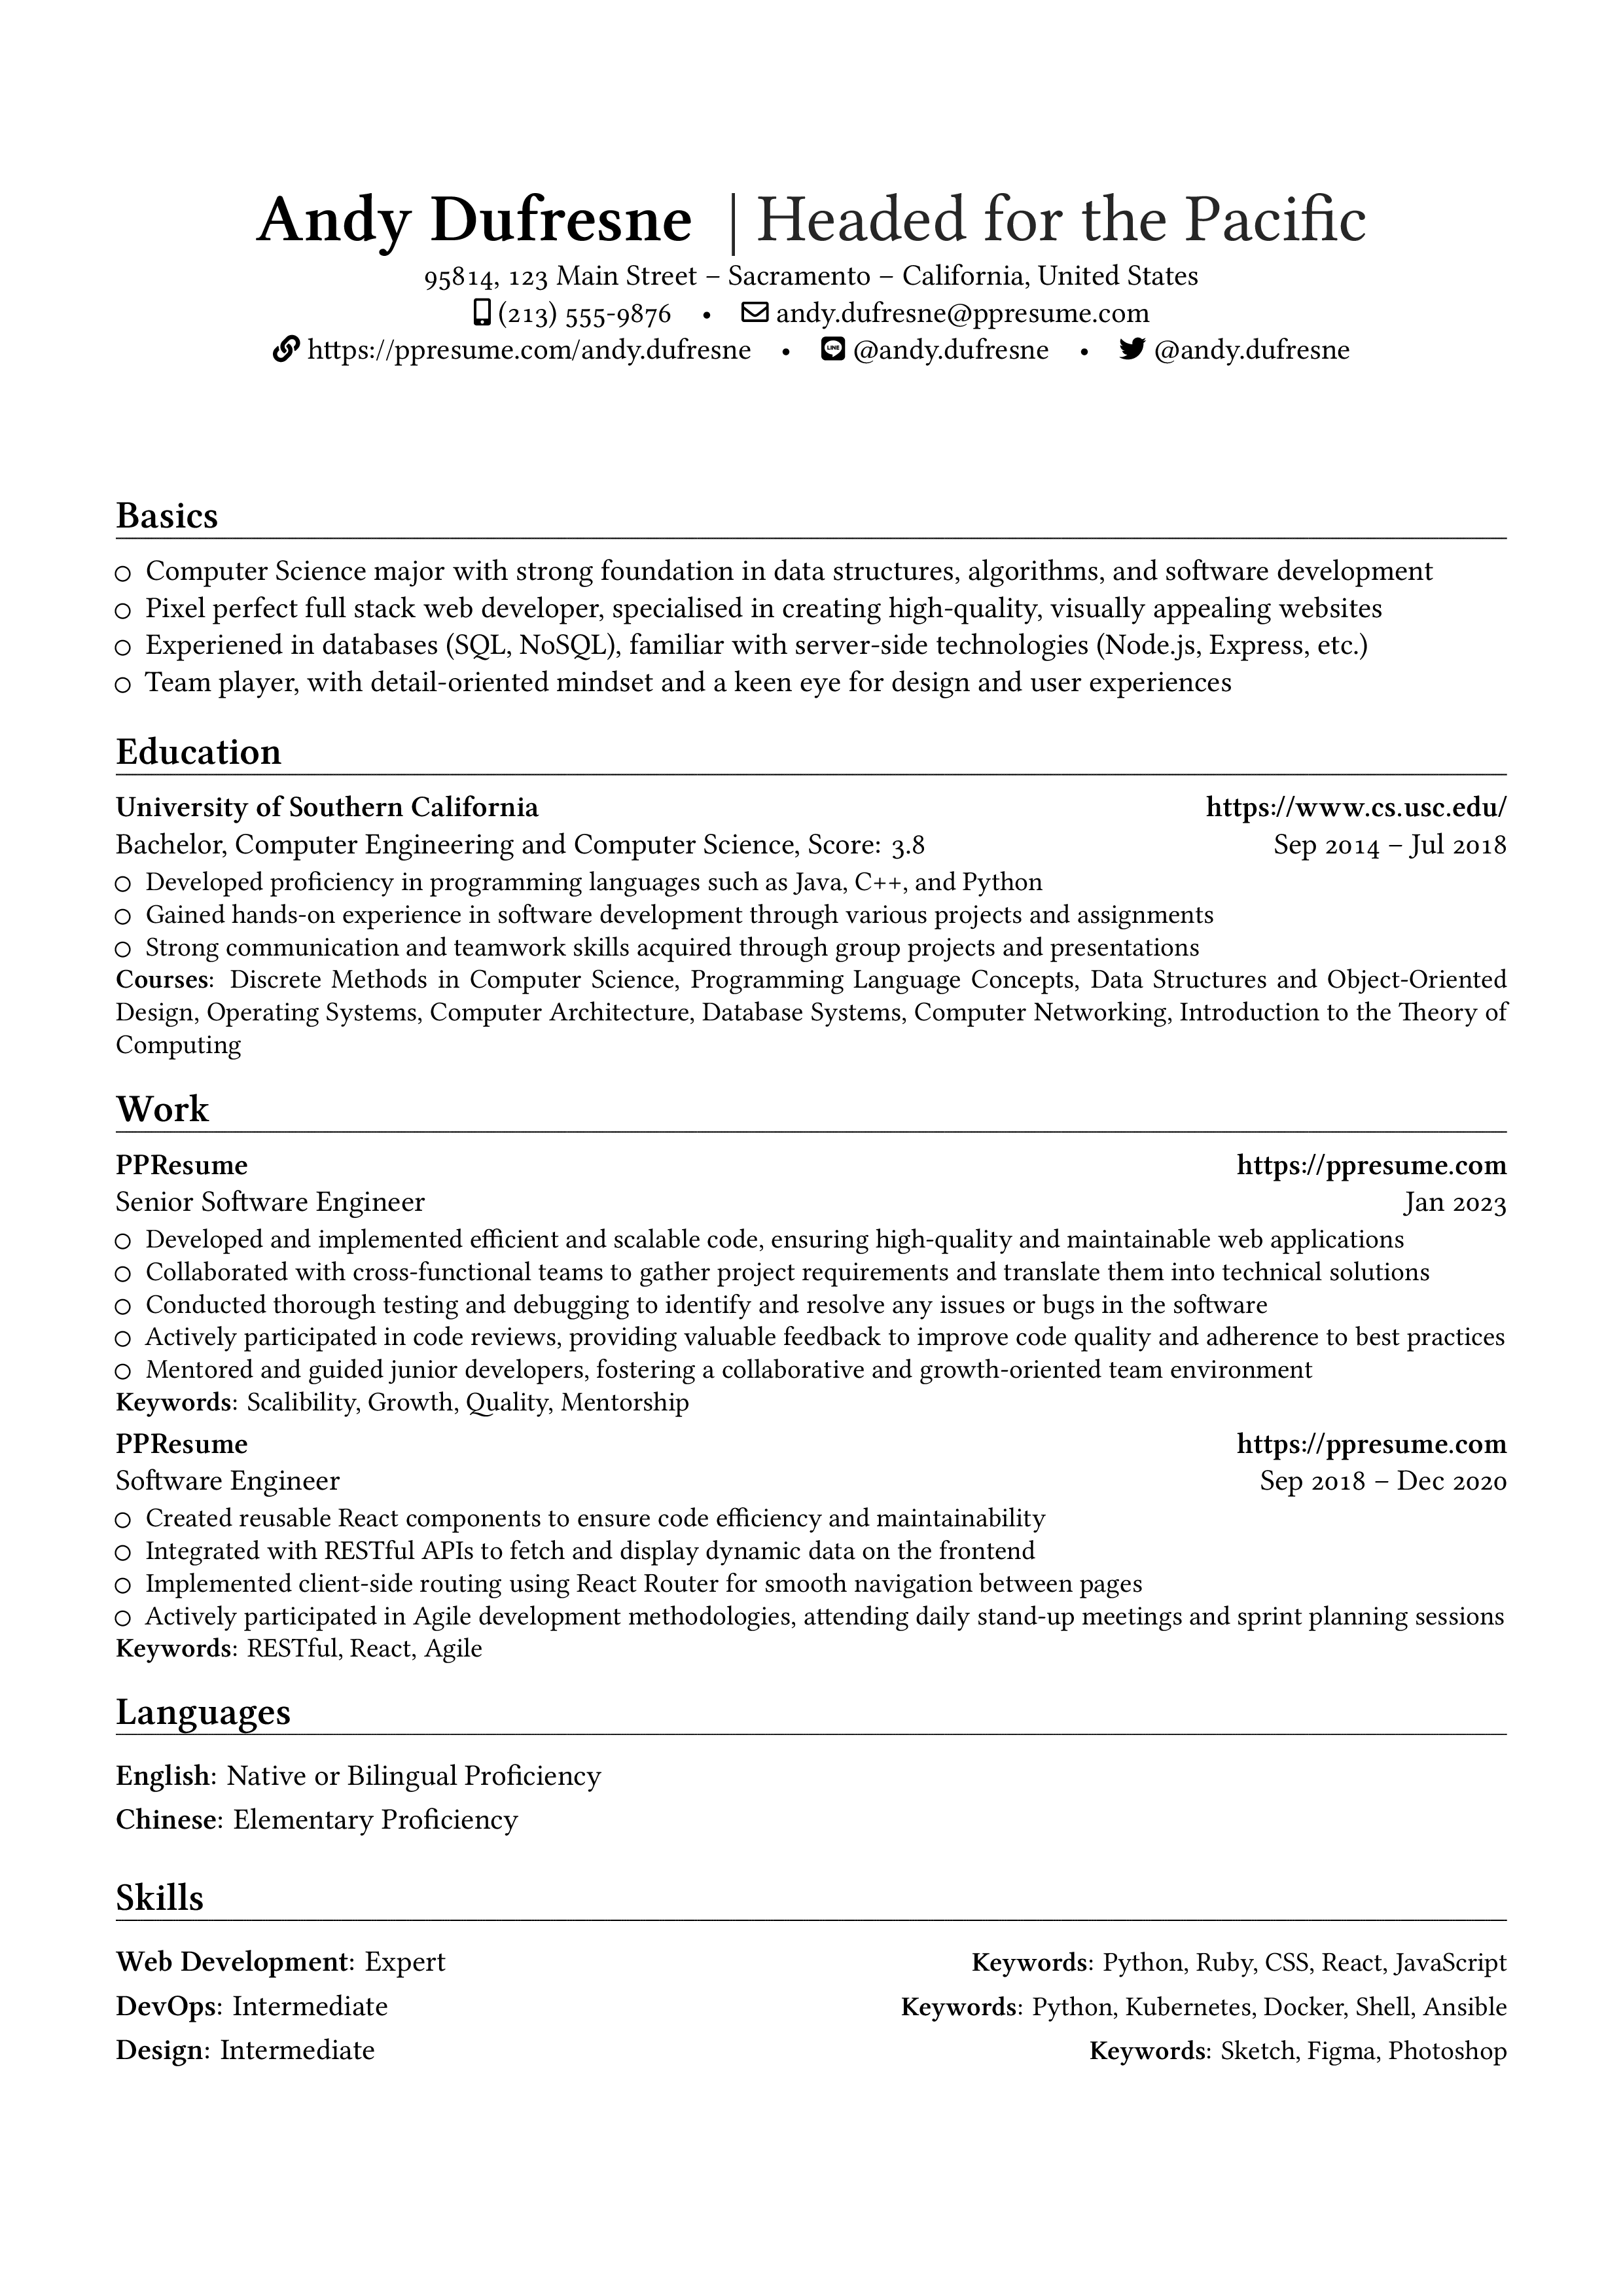 Andy Dufresne | Headed for the Pacific
95814, 123 Main Street – Sacramento – California, United States
(213) 555-9876 • andy.dufresne@ppresume.com
https://ppresume.com/andy.dufresne • LINE @andy.dufresne • @andy.dufresne
Basics
○ Computer Science major with strong foundation in data structures, algorithms, and software development
○ Pixel perfect full stack web developer, specialised in creating high-quality, visually appealing websites
○ Experiened in databases (SQL, NoSQL), familiar with server-side technologies (Node.js, Express, etc.)
○ Team player, with detail-oriented mindset and a keen eye for design and user experiences
Education
University of Southern California https://www.cs.usc.edu/
Bachelor, Computer Engineering and Computer Science, Score: 3.8 Sep 2014 – Jul 2018
○ Developed proficiency in programming languages such as Java, C++, and Python
○ Gained hands-on experience in software development through various projects and assignments
○ Strong communication and teamwork skills acquired through group projects and presentations
Courses: Discrete Methods in Computer Science, Programming Language Concepts, Data Structures and Object-Oriented
Design, Operating Systems, Computer Architecture, Database Systems, Computer Networking, Introduction to the Theory of
Computing
Work
PPResume https://ppresume.com
Senior Software Engineer Jan 2023
○ Developed and implemented efficient and scalable code, ensuring high-quality and maintainable web applications
○ Collaborated with cross-functional teams to gather project requirements and translate them into technical solutions
○ Conducted thorough testing and debugging to identify and resolve any issues or bugs in the software
○ Actively participated in code reviews, providing valuable feedback to improve code quality and adherence to best practices
○ Mentored and guided junior developers, fostering a collaborative and growth-oriented team environment
Keywords: Scalibility, Growth, Quality, Mentorship
PPResume https://ppresume.com
Software Engineer Sep 2018 – Dec 2020
○ Created reusable React components to ensure code efficiency and maintainability
○ Integrated with RESTful APIs to fetch and display dynamic data on the frontend
○ Implemented client-side routing using React Router for smooth navigation between pages
○ Actively participated in Agile development methodologies, attending daily stand-up meetings and sprint planning sessions
Keywords: RESTful, React, Agile
Languages
English: Native or Bilingual Proficiency
Chinese: Elementary Proficiency
Skills
Web Development: Expert Keywords: Python, Ruby, CSS, React, JavaScript
DevOps: Intermediate Keywords: Python, Kubernetes, Docker, Shell, Ansible
Design: Intermediate Keywords: Sketch, Figma, Photoshop